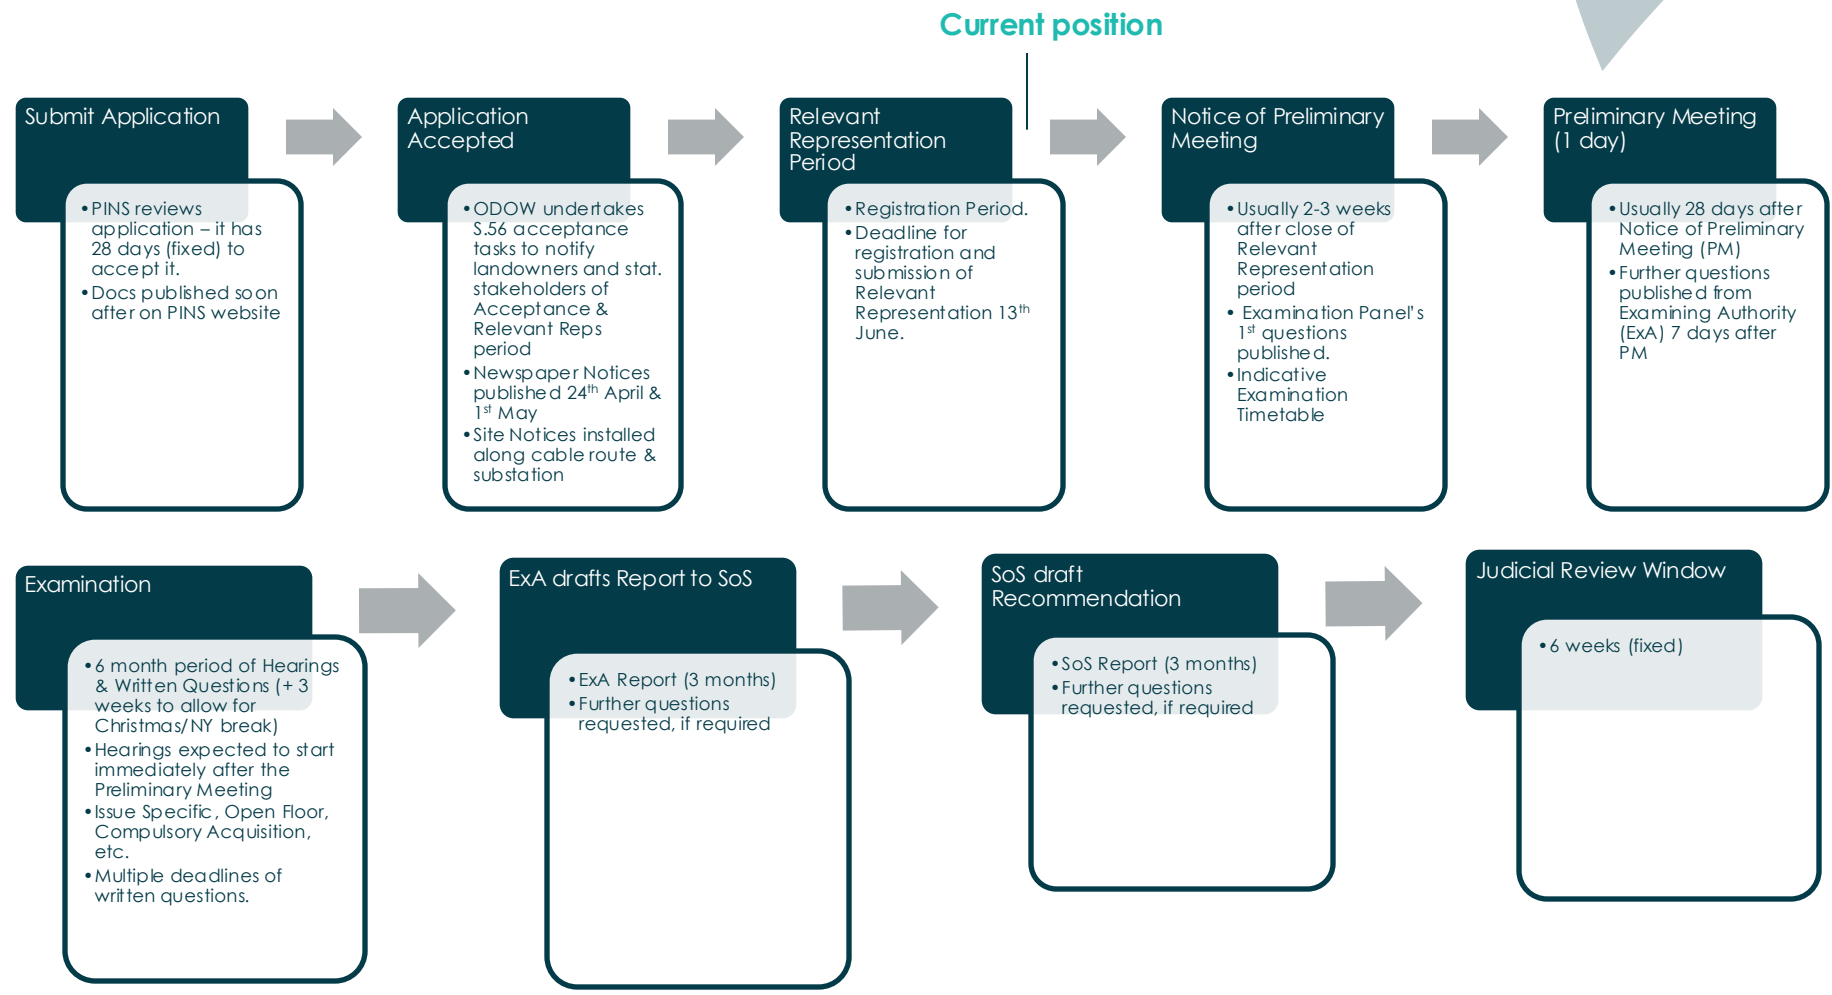 Current position
Submit Application
• PINS reviews
application – it has
28 days (fixed) to
accept it.
• Docs published soon
after on PINS website
Application
Accepted
• ODOW undertakes
S.56 acceptance
tasks to notify
landowners and stat.
stakeholders of
Acceptance &
Relevant Reps
period
• Newspaper Notices
published 24th April &
1st May
• Site Notices installed
along cable route &
substation
Relevant
Representation
Period
• Registration Period.
• Deadline for
registration and
submission of
Relevant
Representation 13th
June.
Notice of Preliminary
Meeting
• Usually 2-3 weeks
after close of
Relevant
Representation
period
• Examination Panel's
1st questions
published.
• Indicative
Examination
Timetable
Preliminary Meeting
(1 day)
• Usually 28 days after
Notice of Preliminary
Meeting (PM)
• Further questions
published from
Examining Authority
(ExA) 7 days after
PM
Examination
• 6 month period of Hearings
& Written Questions (+ 3
weeks to allow for
Christmas/NY break)
• Hearings expected to start
immediately after the
Preliminary Meeting
• Issue Specific, Open Floor,
Compulsory Acquisition,
etc.
• Multiple deadlines of
written questions.
ExA drafts Report to SoS
• ExA Report (3 months)
• Further questions
requested, if required
SoS draft
Recommendation
• SoS Report (3 months)
• Further questions
requested, if required
Judicial Review Window
• 6 weeks (fixed)